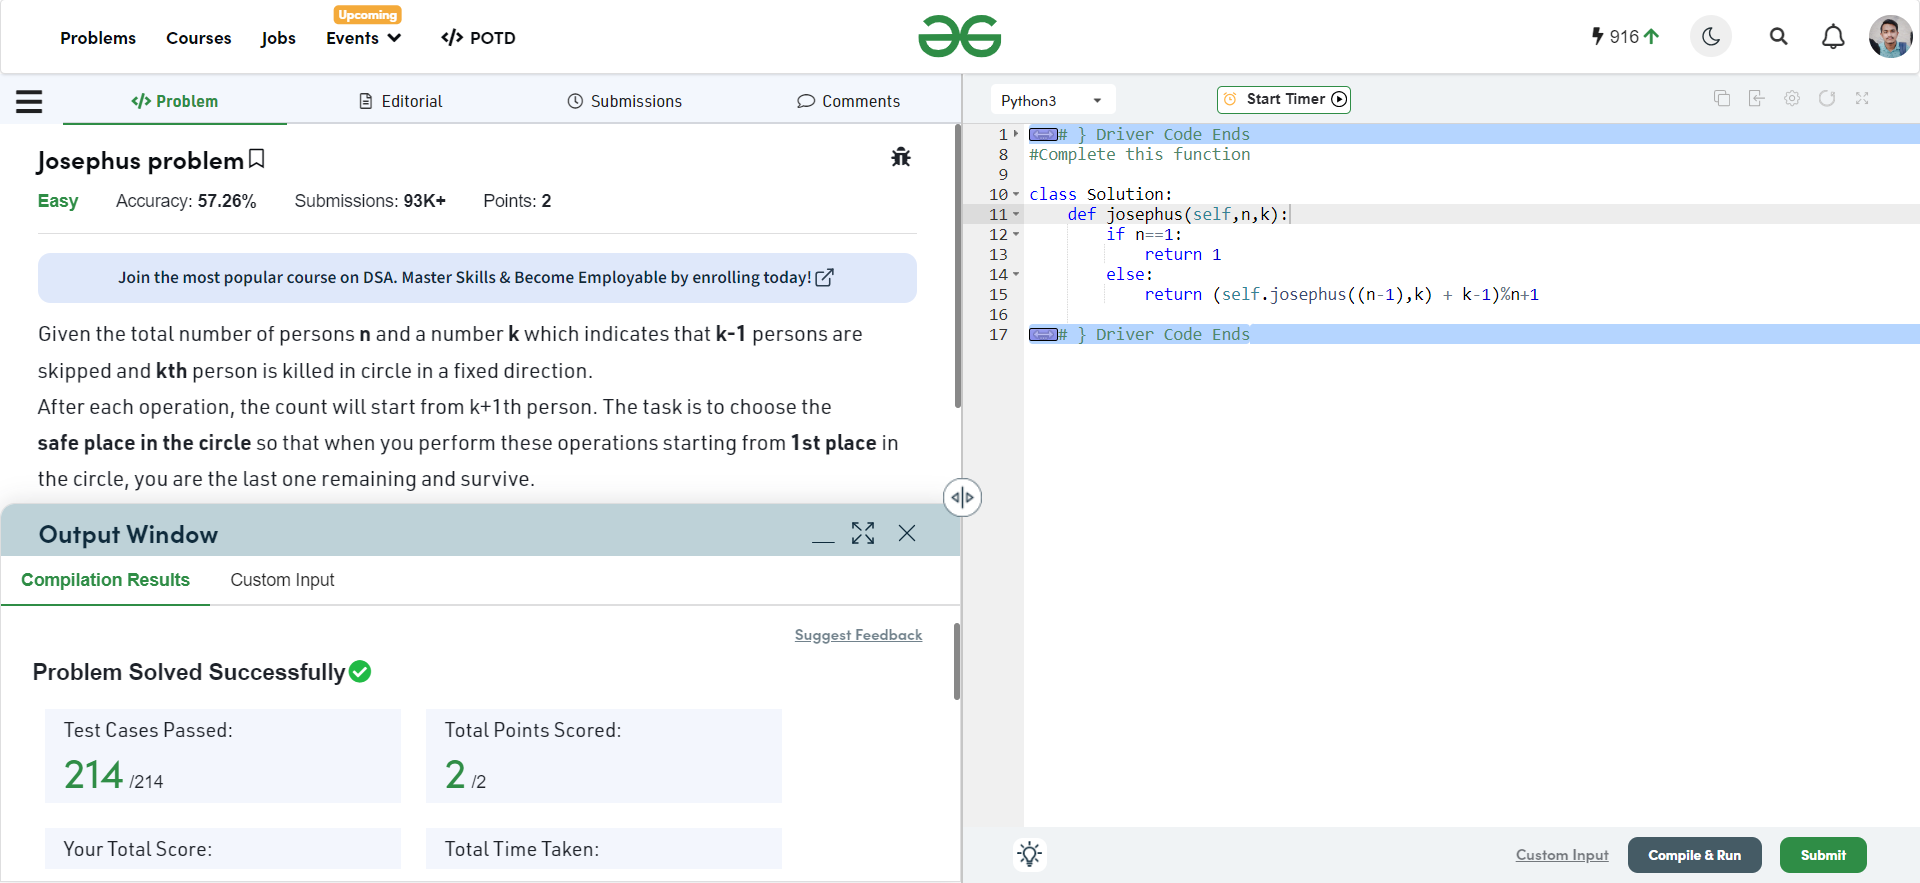 Problems Courses Jobs Events Upcoming </> POTD
916
</> Problem Editorial Submissions Comments
Josephus problem
Easy Accuracy: 57.26% Submissions: 93K+ Points: 2
Join the most popular course on DSA. Master Skills & Become Employable by enrolling today!
Given the total number of persons n and a number k which indicates that k-1 persons are
skipped and kth person is killed in circle in a fixed direction.
After each operation, the count will start from k+1th person. The task is to choose the
safe place in the circle so that when you perform these operations starting from 1st place in
the circle, you are the last one remaining and survive.
Output Window
Compilation Results Custom Input
Suggest Feedback
Problem Solved Successfully
Test Cases Passed:
214 /214
Total Points Scored:
2 /2
Your Total Score:
Total Time Taken:
Python3
Start Timer
1 # } Driver Code Ends
8 #Complete this function
9
10 class Solution:
11 def josephus(self,n,k):
12 if n==1:
13 return 1
14 else:
15 return (self.josephus((n-1),k) + k-1)%n+1
16
17 # } Driver Code Ends
Custom Input Compile & Run Submit